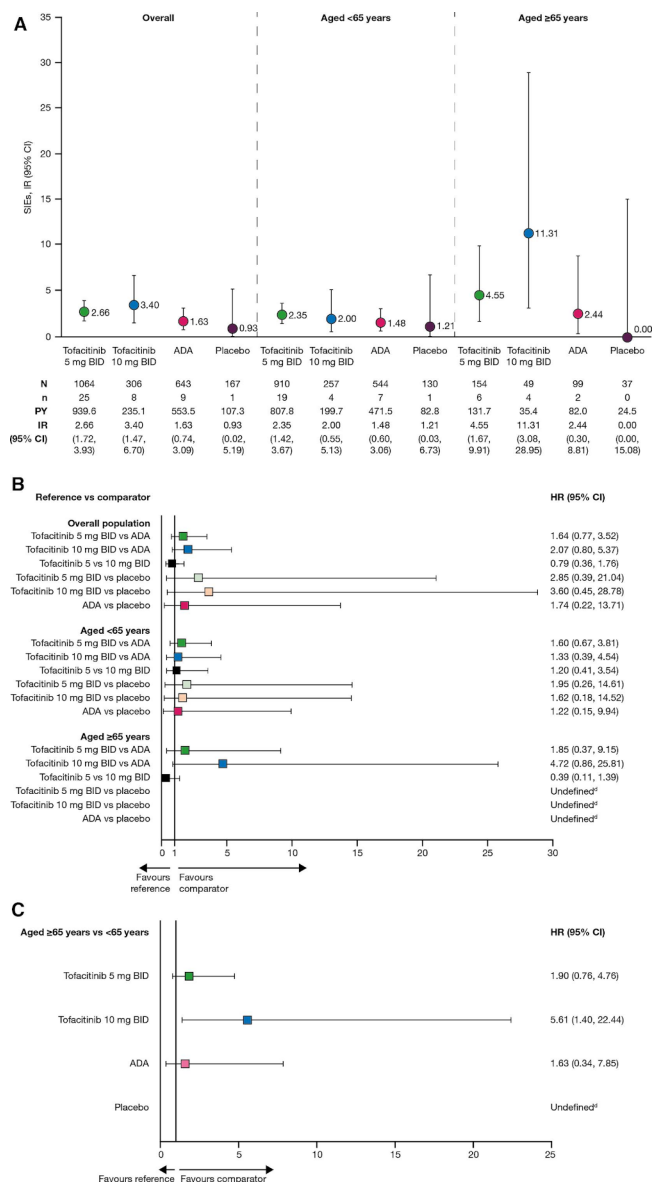 A
Overall
Aged <65 years
Aged ≥65 years
SIEs, IR (95% CI)
35
30
25
20
15
10
5
0
2.66
3.40
1.63
0.93
2.35
2.00
1.48
1.21
4.55
11.31
2.44
0.00
Tofacitinib 5 mg BID
Tofacitinib 10 mg BID
ADA
Placebo
Tofacitinib 5 mg BID
Tofacitinib 10 mg BID
ADA
Placebo
Tofacitinib 5 mg BID
Tofacitinib 10 mg BID
ADA
Placebo
N 1064 306 643 167 910 257 544 130 154 49 99 37
n 25 8 9 1 19 4 7 1 6 4 2 0
PY 939.6 235.1 553.5 107.3 807.8 199.7 471.5 82.8 131.7 35.4 82.0 24.5
IR 2.66 3.40 1.63 0.93 2.35 2.00 1.48 1.21 4.55 11.31 2.44 0.00
(95% CI) (1.72, (1.47, (0.74, (0.02, (1.42, (0.55, (0.60, (0.03, (1.67, (3.08, (0.30, (0.00,
3.93) 6.70) 3.09) 5.19) 3.67) 5.13) 3.06) 6.73) 9.91) 28.95) 8.81) 15.08)
B
Reference vs comparator HR (95% CI)
Overall population
Tofacitinib 5 mg BID vs ADA 1.64 (0.77, 3.52)
Tofacitinib 10 mg BID vs ADA 2.07 (0.80, 5.37)
Tofacitinib 5 vs 10 mg BID 0.79 (0.36, 1.76)
Tofacitinib 5 mg BID vs placebo 2.85 (0.39, 21.04)
Tofacitinib 10 mg BID vs placebo 3.60 (0.45, 28.78)
ADA vs placebo 1.74 (0.22, 13.71)
Aged <65 years
Tofacitinib 5 mg BID vs ADA 1.60 (0.67, 3.81)
Tofacitinib 10 mg BID vs ADA 1.33 (0.39, 4.54)
Tofacitinib 5 vs 10 mg BID 1.20 (0.41, 3.54)
Tofacitinib 5 mg BID vs placebo 1.95 (0.26, 14.61)
Tofacitinib 10 mg BID vs placebo 1.62 (0.18, 14.52)
ADA vs placebo 1.22 (0.15, 9.94)
Aged ≥65 years
Tofacitinib 5 mg BID vs ADA 1.85 (0.37, 9.15)
Tofacitinib 10 mg BID vs ADA 4.72 (0.86, 25.81)
Tofacitinib 5 vs 10 mg BID 0.39 (0.11, 1.39)
Tofacitinib 5 mg BID vs placebo Undefinedᵈ
Tofacitinib 10 mg BID vs placebo Undefinedᵈ
ADA vs placebo Undefinedᵈ
0 1 5 10 15 20 25 30
Favours reference
Favours comparator
C
Aged ≥65 years vs <65 years HR (95% CI)
Tofacitinib 5 mg BID 1.90 (0.76, 4.76)
Tofacitinib 10 mg BID 5.61 (1.40, 22.44)
ADA 1.63 (0.34, 7.85)
Placebo Undefinedᵈ
0 5 10 15 20 25
Favours reference Favours comparator